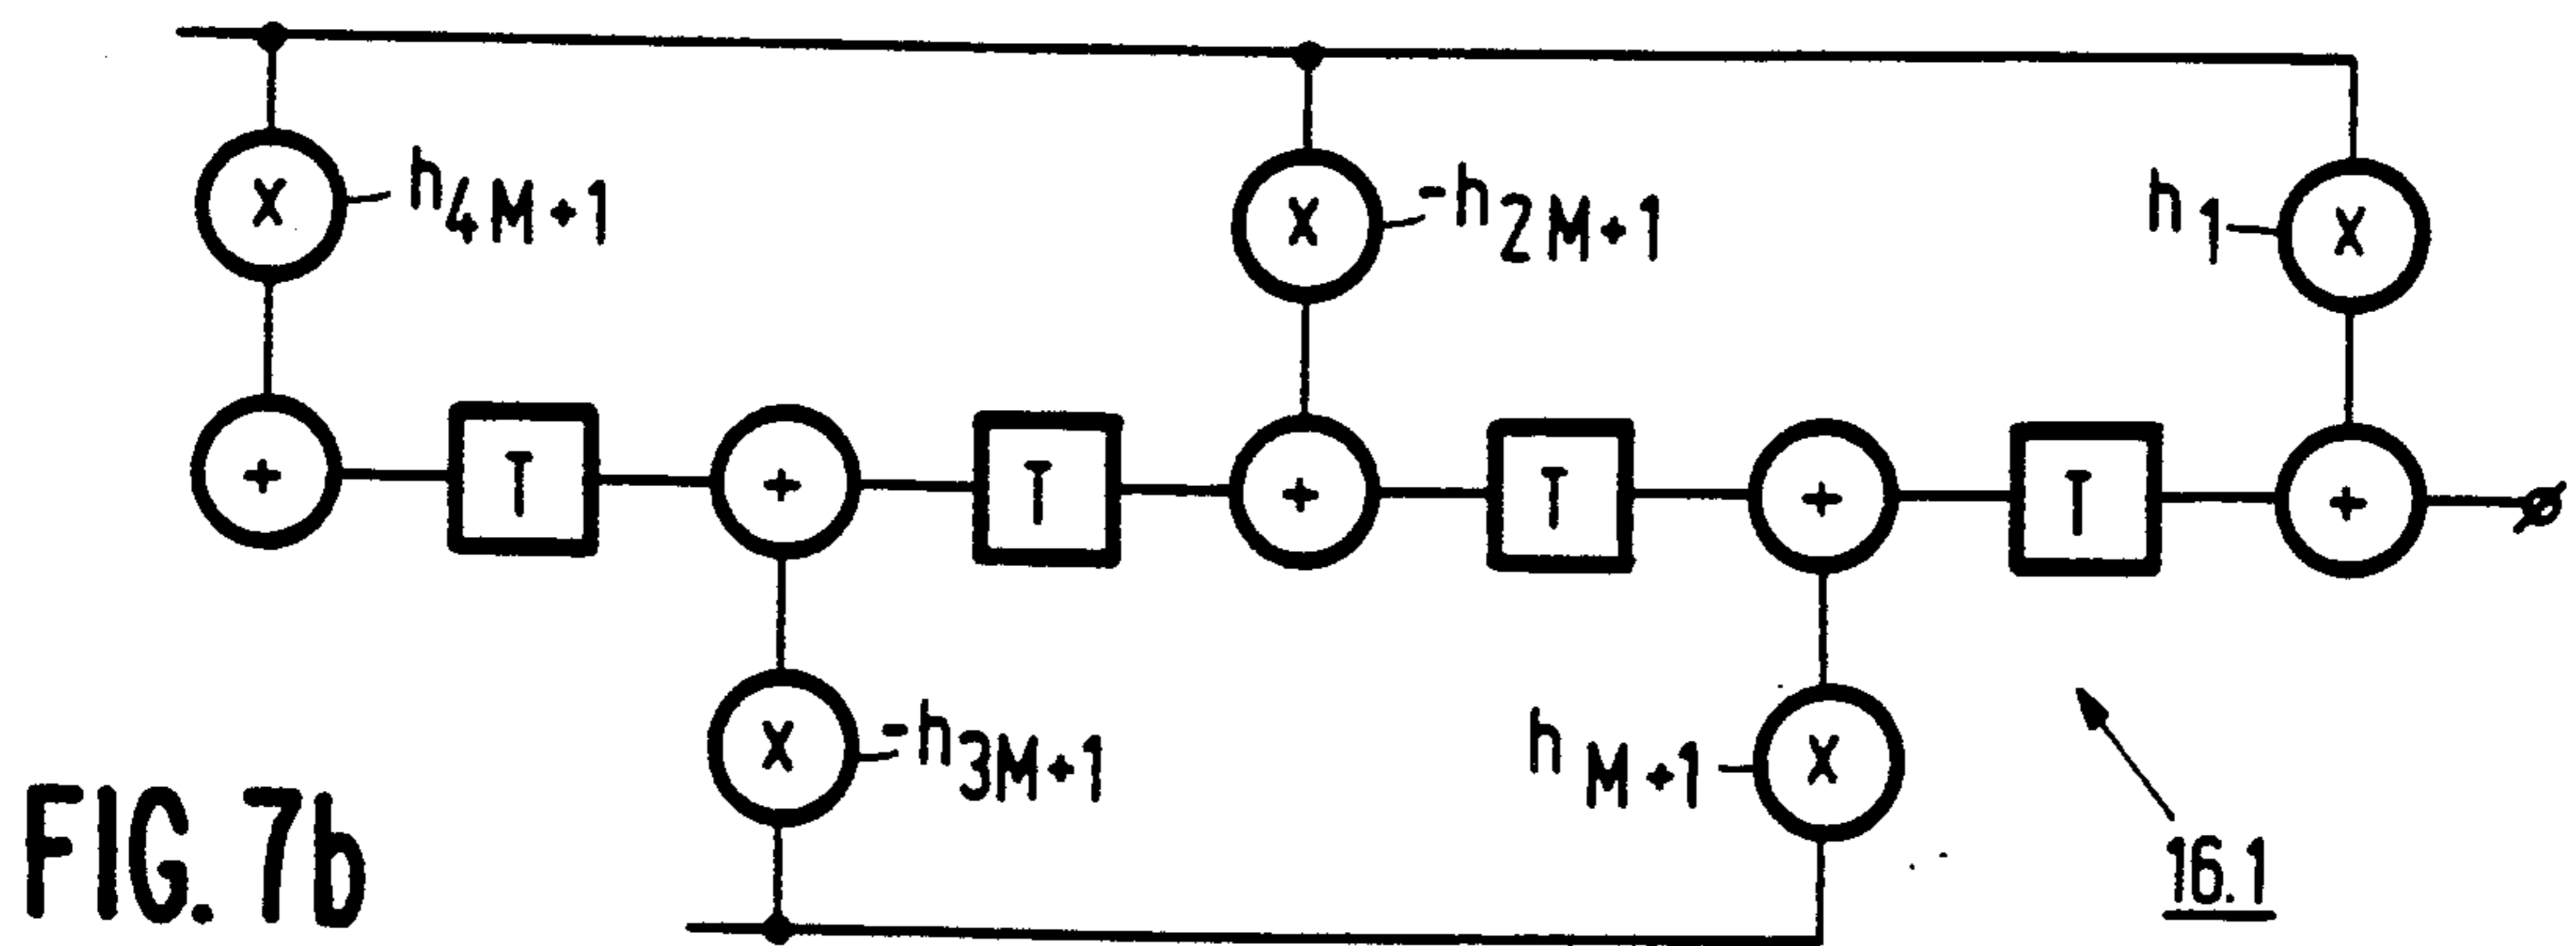 X h4M+1 X -h2M+1 h1 X
+ T + T + T + T +
X -h3M+1 hM+1 X
FIG. 7b
16.1